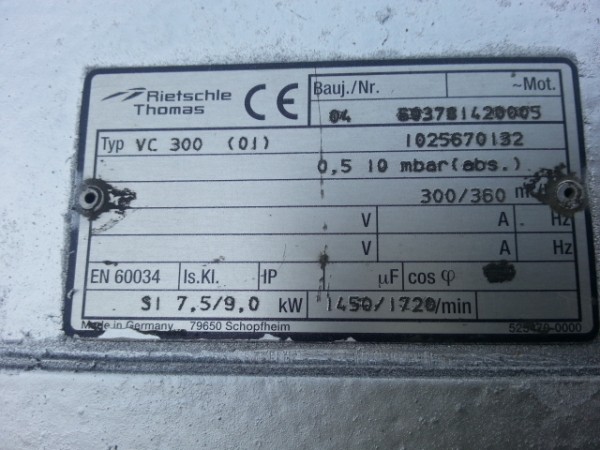 Rietschle Thomas CE Bauj./Nr. ~Mot.
04
Typ VC 300 (01) 1025670132
0,5 10 mbar(abs.)
300/360
V A Hz
V A Hz
EN 60034 Is.Kl. IP µF cos φ
S1 7,5/9,0 kW 1450/1720/min
Made in Germany 79650 Schopfheim